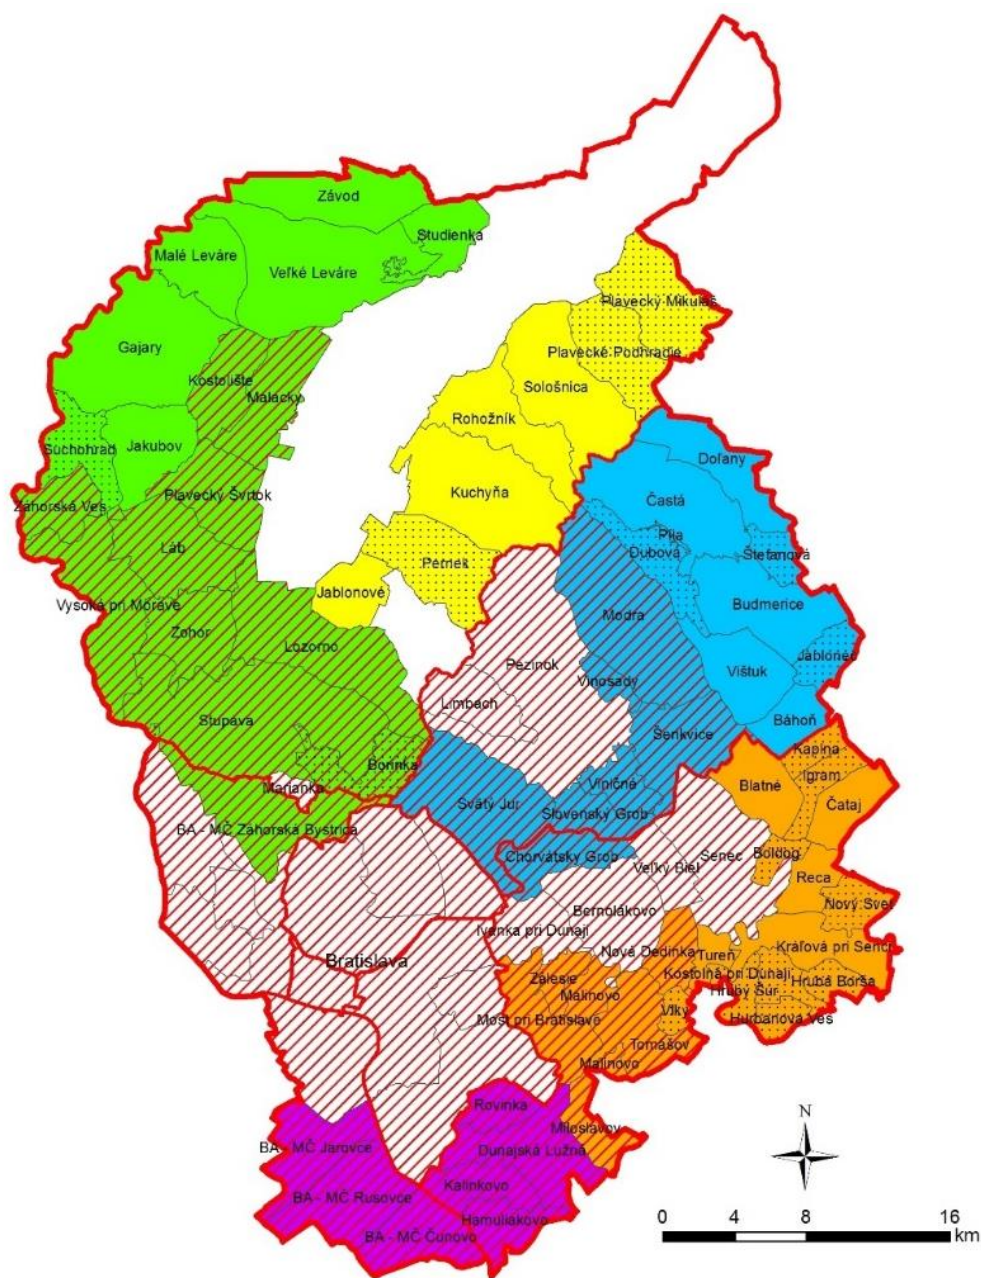 Závod
Studienka
Malé Leváre
Veľké Leváre
Plavecký Mikuláš
Gajary
Plavecké Podhradie
Kostolište
Sološnica
Malacky
Rohožník
Suchohrad
Jakubov
Doľany
Plavecký Švrtok
Kuchyňa
Častá
Záhorská Ves
Píla
Láb
Dubová
Štefanová
Pernek
Jablonové
Budmerice
Vysoká pri Morave
Modra
Zohor
Lozorno
Jablonec
Pezinok
Vištuk
Vinosady
Limbach
Stupava
Báhoň
Šenkvice
Kaplna
Borinka
Igram
Viničné
Blatné
Marianka
Čataj
Svätý Jur
Slovenský Grob
BA - MČ Záhorská Bystrica
Chorvátsky Grob
Senec
Boldog
Veľký Biel
Reca
Nový Svet
Bernolákovo
Ivanka pri Dunaji
Kráľová pri Senci
Nová Dedinka
Tureň
Bratislava
Kostolná pri Dunaji
Zálesie
Hrubá Borša
Hrubý Šúr
Malinovo
Vlky
Most pri Bratislave
Hurbanova Ves
Tomášov
Malinovo
Rovinka
Miloslavov
BA - MČ Jarovce
Dunajská Lužná
Kalinkovo
BA - MČ Rusovce
Hamuliakovo
BA - MČ Čunovo
N
0 4 8 16
km